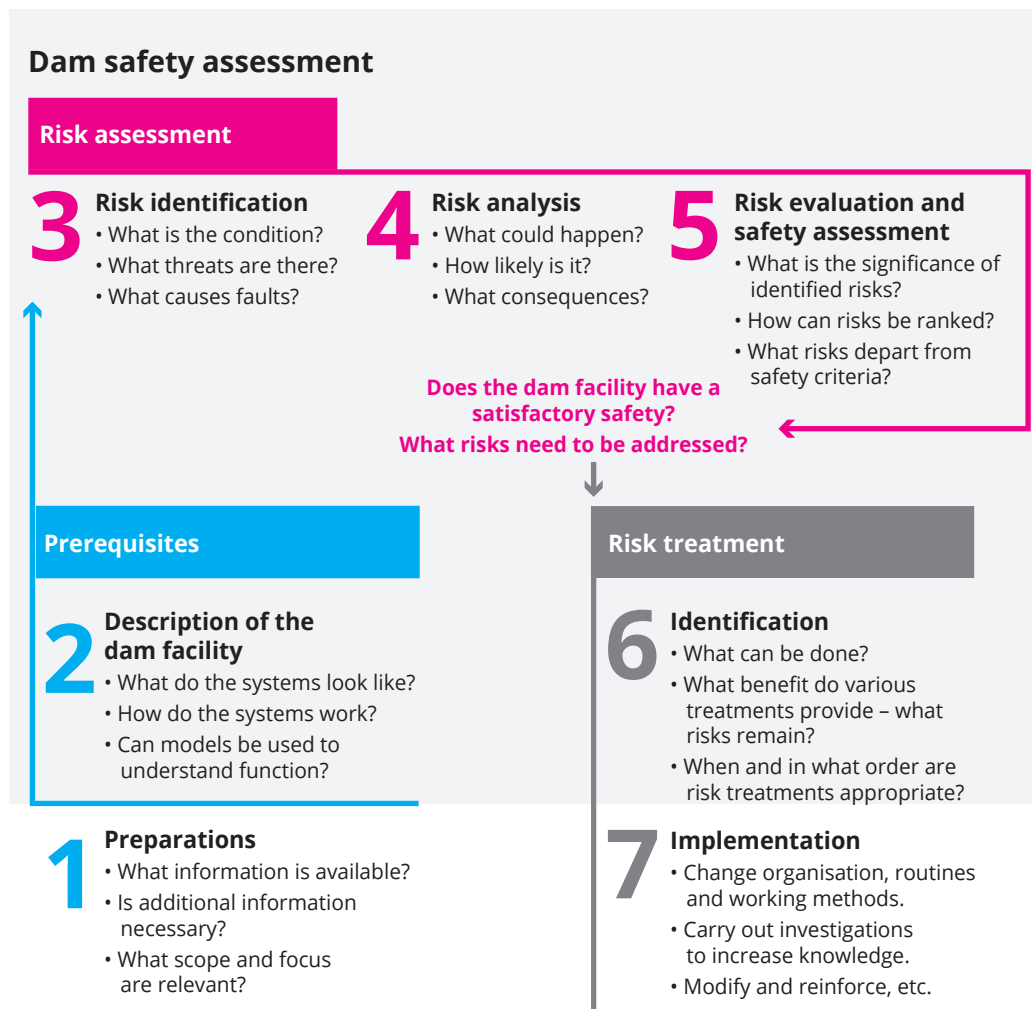 Dam safety assessment
Risk assessment
3
Risk identification
• What is the condition?
• What threats are there?
• What causes faults?
4
Risk analysis
• What could happen?
• How likely is it?
• What consequences?
5
Risk evaluation and
safety assessment
• What is the significance of
identified risks?
• How can risks be ranked?
• What risks depart from
safety criteria?
Does the dam facility have a
satisfactory safety?
What risks need to be addressed?
Prerequisites
2
Description of the
dam facility
• What do the systems look like?
• How do the systems work?
• Can models be used to
understand function?
1
Preparations
• What information is available?
• Is additional information
necessary?
• What scope and focus
are relevant?
Risk treatment
6
Identification
• What can be done?
• What benefit do various
treatments provide – what
risks remain?
• When and in what order are
risk treatments appropriate?
7
Implementation
• Change organisation, routines
and working methods.
• Carry out investigations
to increase knowledge.
• Modify and reinforce, etc.